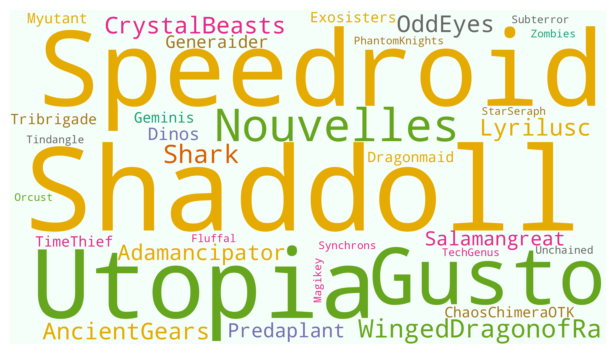 Myutant
CrystalBeasts
Exosisters
OddEyes
Subterror
Zombies
Generaider
PhantomKnights
Speedroid
Tribrigade
Geminis
Dinos
Nouvelles
StarSeraph
Lyrilusc
Tindangle
Shark
Dragonmaid
Shaddoll
Orcust
TimeThief
Fluffal
Synchrons
Salamangreat
Unchained
TechGenus
Adamancipator
Magikey
Utopia
Gusto
ChaosChimeraOTK
AncientGears
Predaplant
WingedDragonofRa